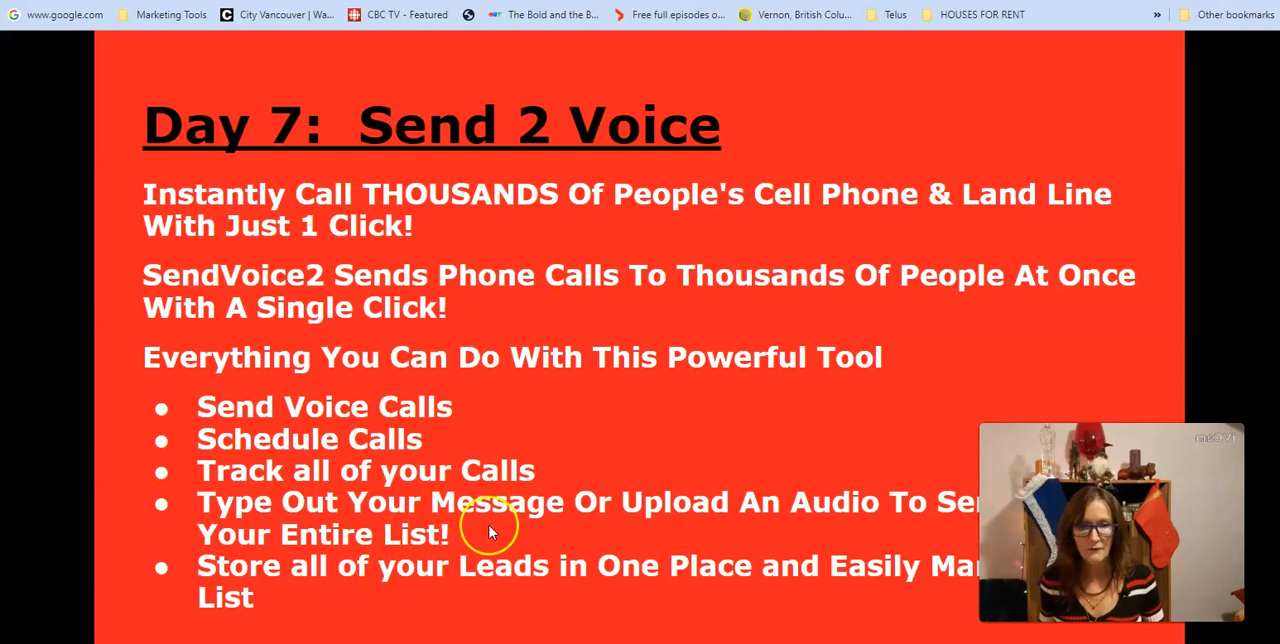 www.google.com Marketing Tools City Vancouver | Wa... CBC TV - Featured The Bold and the B... Free full episodes o... Vernon, British Colu... Telus HOUSES FOR RENT » Other bookmarks
Day 7: Send 2 Voice
Instantly Call THOUSANDS Of People's Cell Phone & Land Line
With Just 1 Click!
SendVoice2 Sends Phone Calls To Thousands Of People At Once
With A Single Click!
Everything You Can Do With This Powerful Tool
● Send Voice Calls
● Schedule Calls
● Track all of your Calls
● Type Out Your Message Or Upload An Audio To
Your Entire List!
● Store all of your Leads in One Place and Easily
List